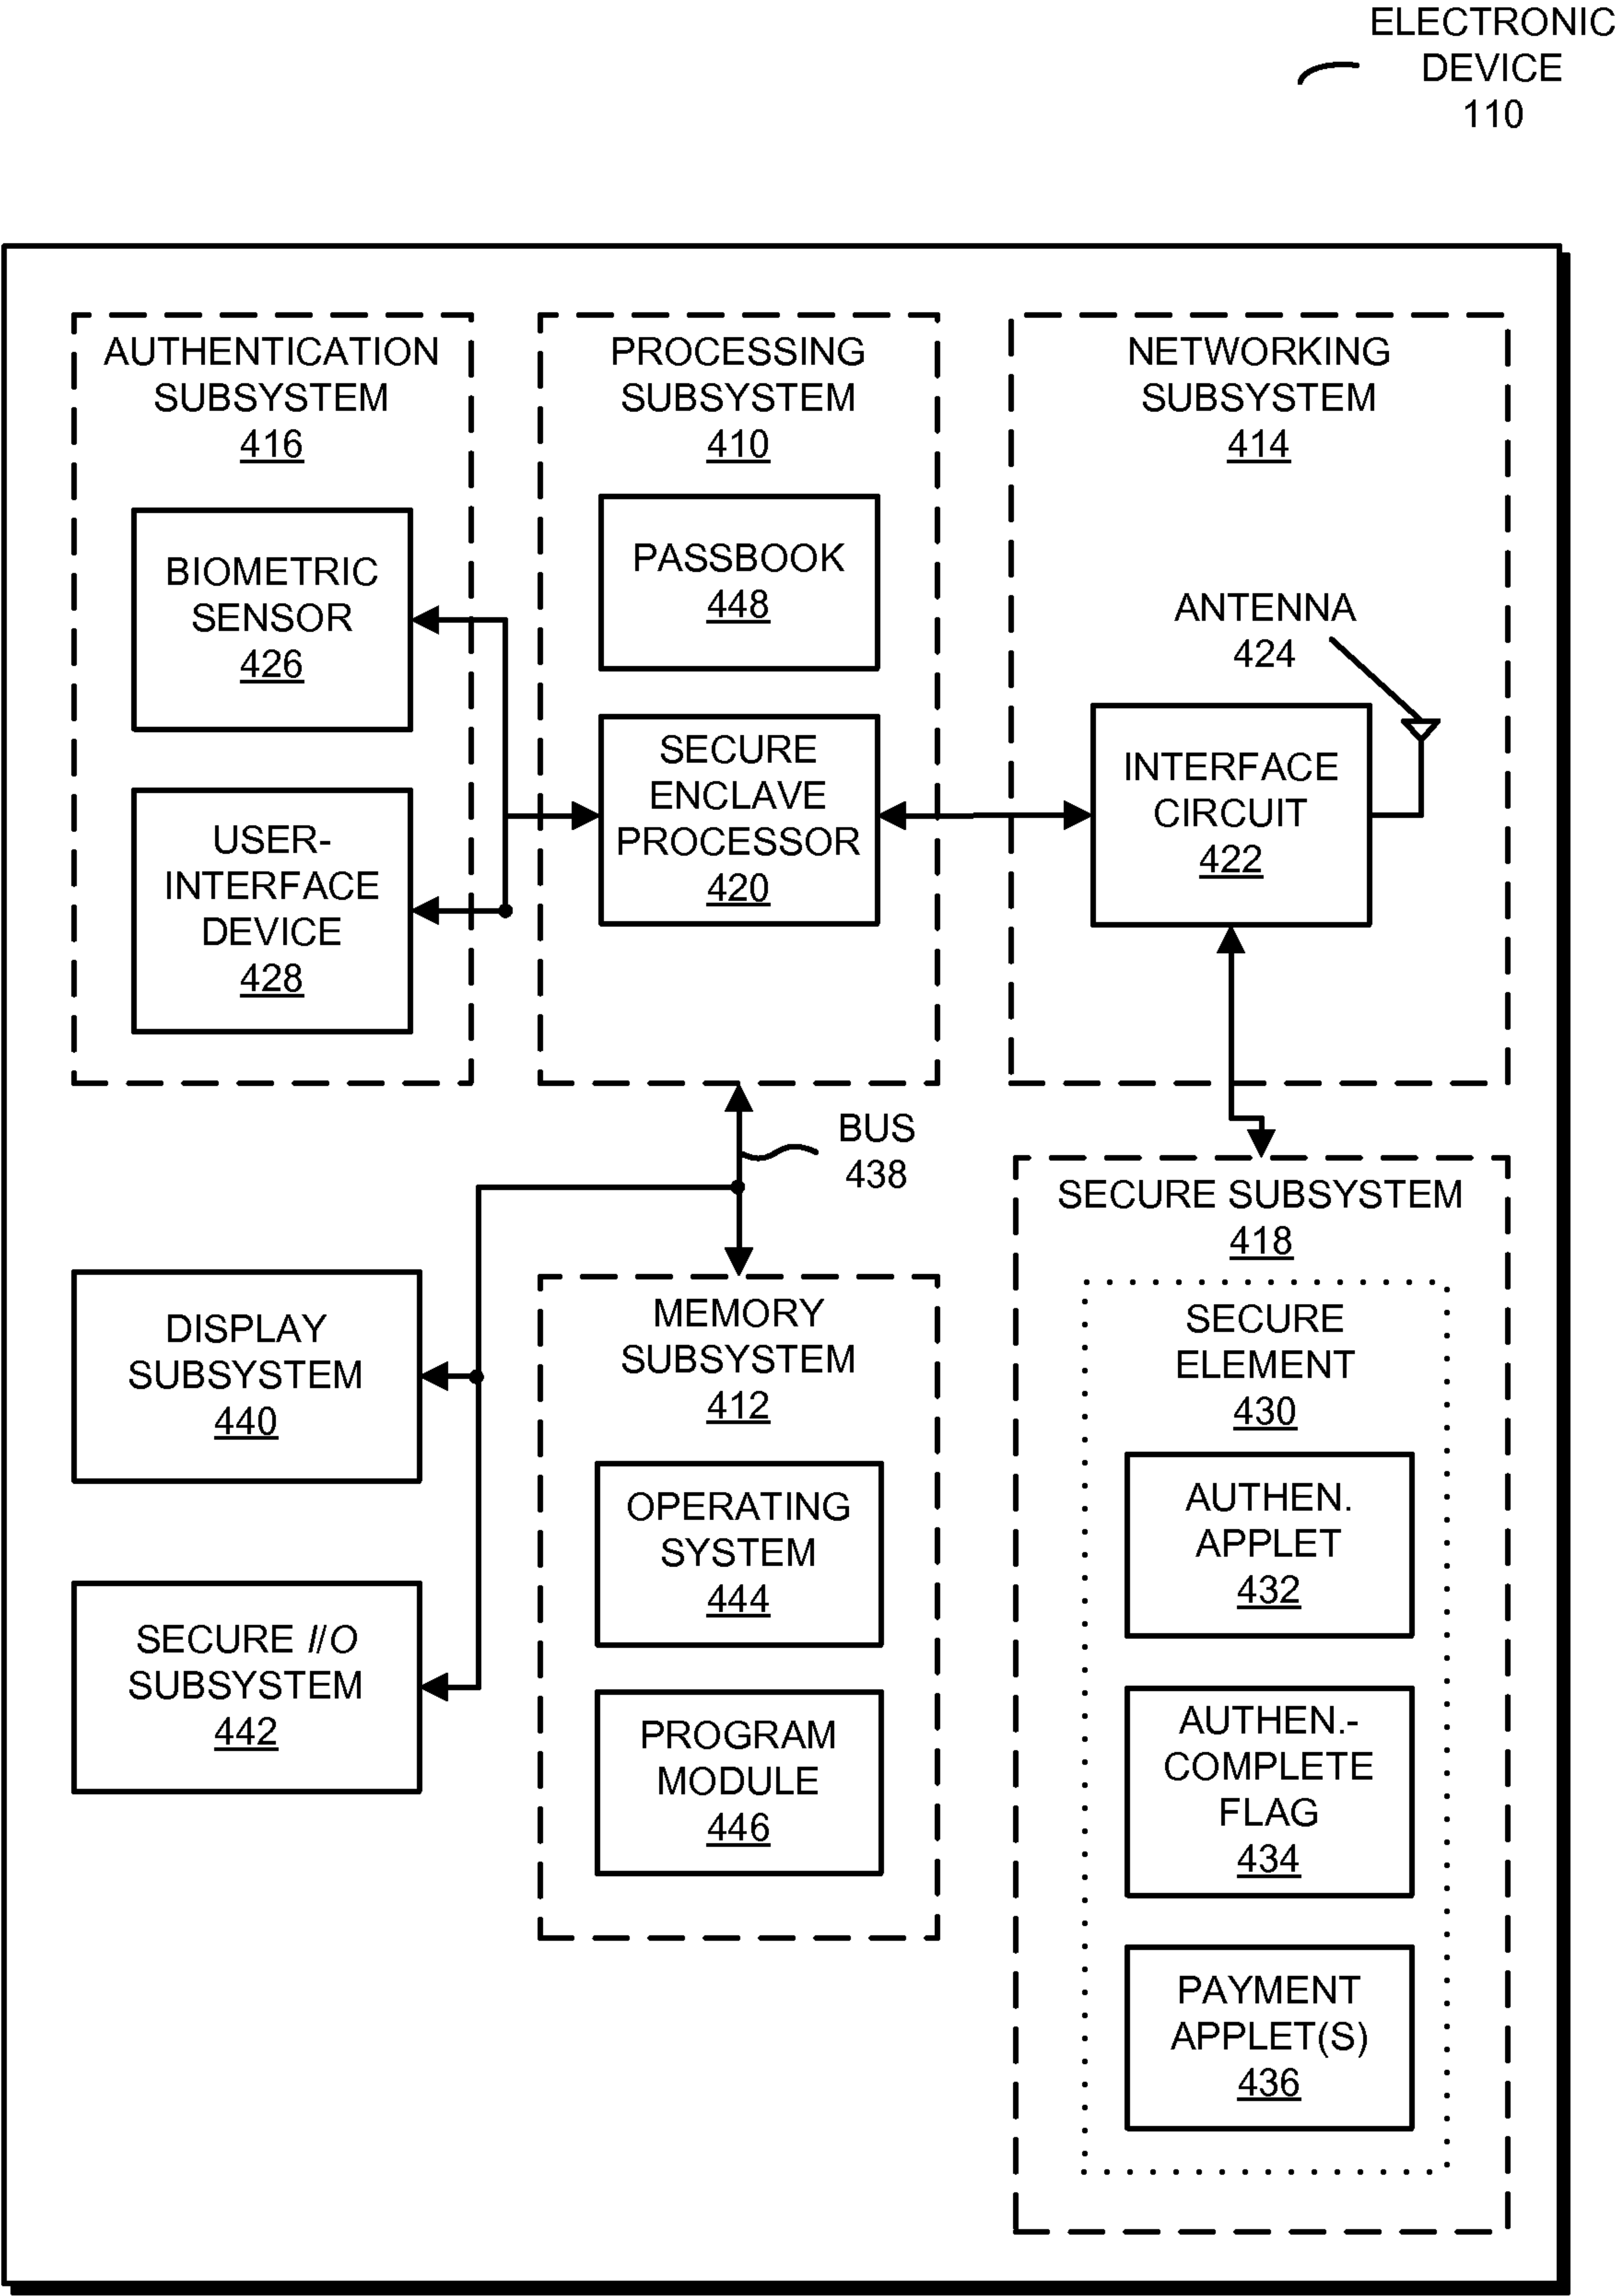 ELECTRONIC
DEVICE
110
AUTHENTICATION
SUBSYSTEM
416
BIOMETRIC
SENSOR
426
USER-
INTERFACE
DEVICE
428
PROCESSING
SUBSYSTEM
410
PASSBOOK
448
SECURE
ENCLAVE
PROCESSOR
420
NETWORKING
SUBSYSTEM
414
ANTENNA
424
INTERFACE
CIRCUIT
422
BUS
438
DISPLAY
SUBSYSTEM
440
SECURE I/O
SUBSYSTEM
442
MEMORY
SUBSYSTEM
412
OPERATING
SYSTEM
444
PROGRAM
MODULE
446
SECURE SUBSYSTEM
418
SECURE
ELEMENT
430
AUTHEN.
APPLET
432
AUTHEN.-
COMPLETE
FLAG
434
PAYMENT
APPLET(S)
436